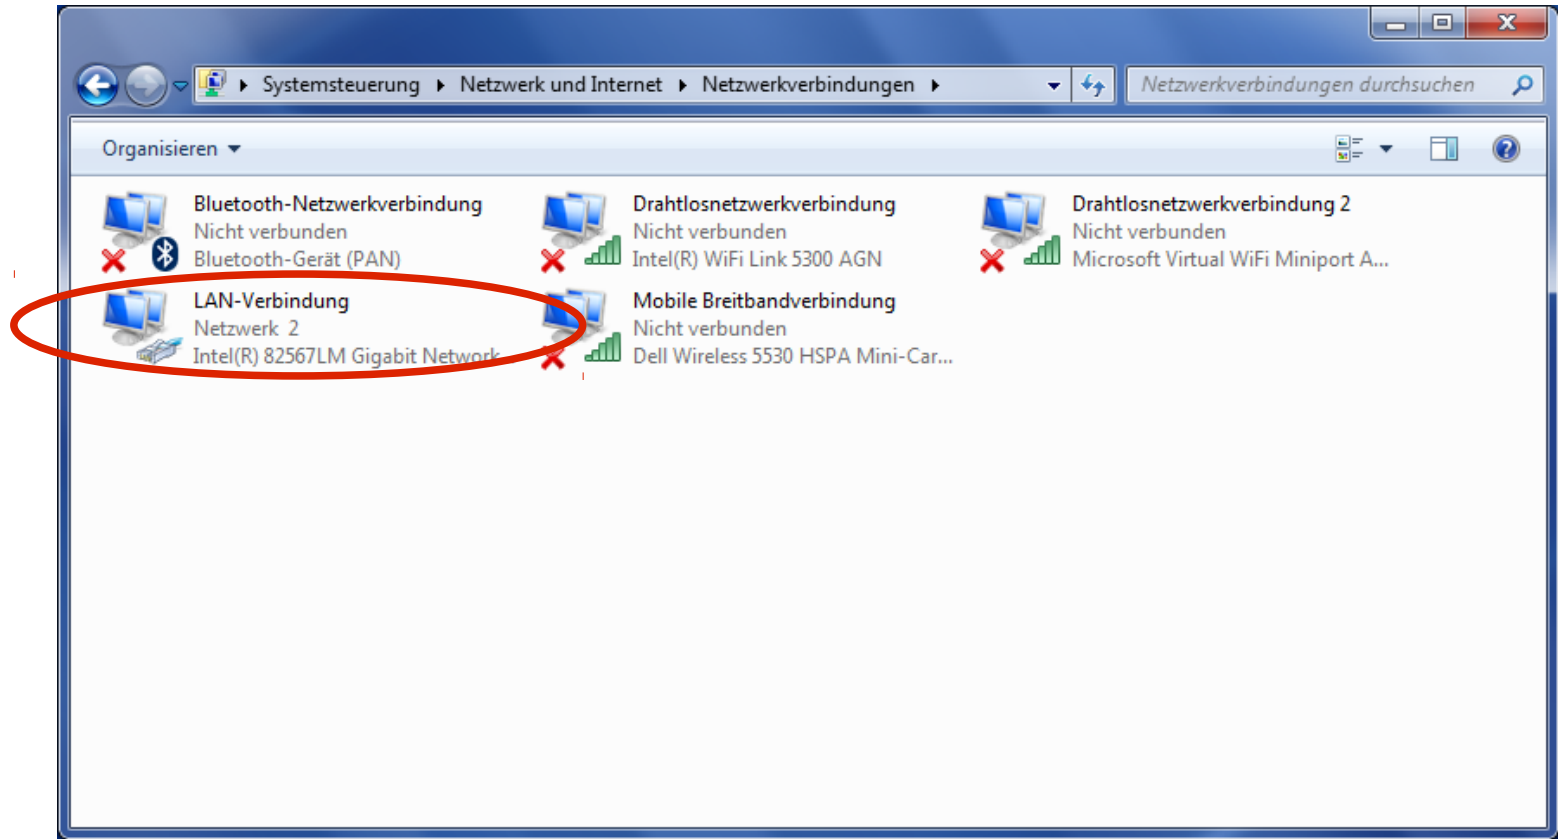 Systemsteuerung Netzwerk und Internet Netzwerkverbindungen
Netzwerkverbindungen durchsuchen
Organisieren
Bluetooth-Netzwerkverbindung
Nicht verbunden
Bluetooth-Gerät (PAN)
Drahtlosnetzwerkverbindung
Nicht verbunden
Intel(R) WiFi Link 5300 AGN
Drahtlosnetzwerkverbindung 2
Nicht verbunden
Microsoft Virtual WiFi Miniport A...
LAN-Verbindung
Netzwerk 2
Intel(R) 82567LM Gigabit Network
Mobile Breitbandverbindung
Nicht verbunden
Dell Wireless 5530 HSPA Mini-Car...